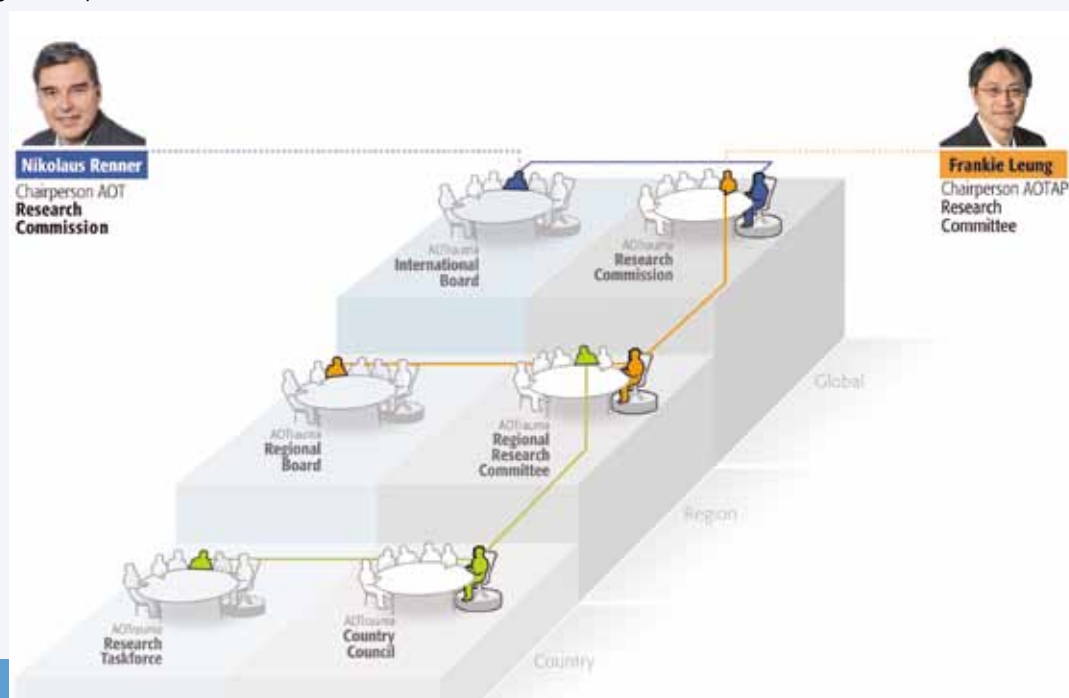 Nikolaus Renner
Chairperson AOT
Research
Commission
Frankie Leung
Chairperson AOTAP
Research
Committee
AOTrauma
International
Board
AOTrauma
Research
Commission
Global
AOTrauma
Regional
Board
AOTrauma
Regional
Research
Committee
Region
AOTrauma
Research
Taskforce
AOTrauma
Country
Council
Country